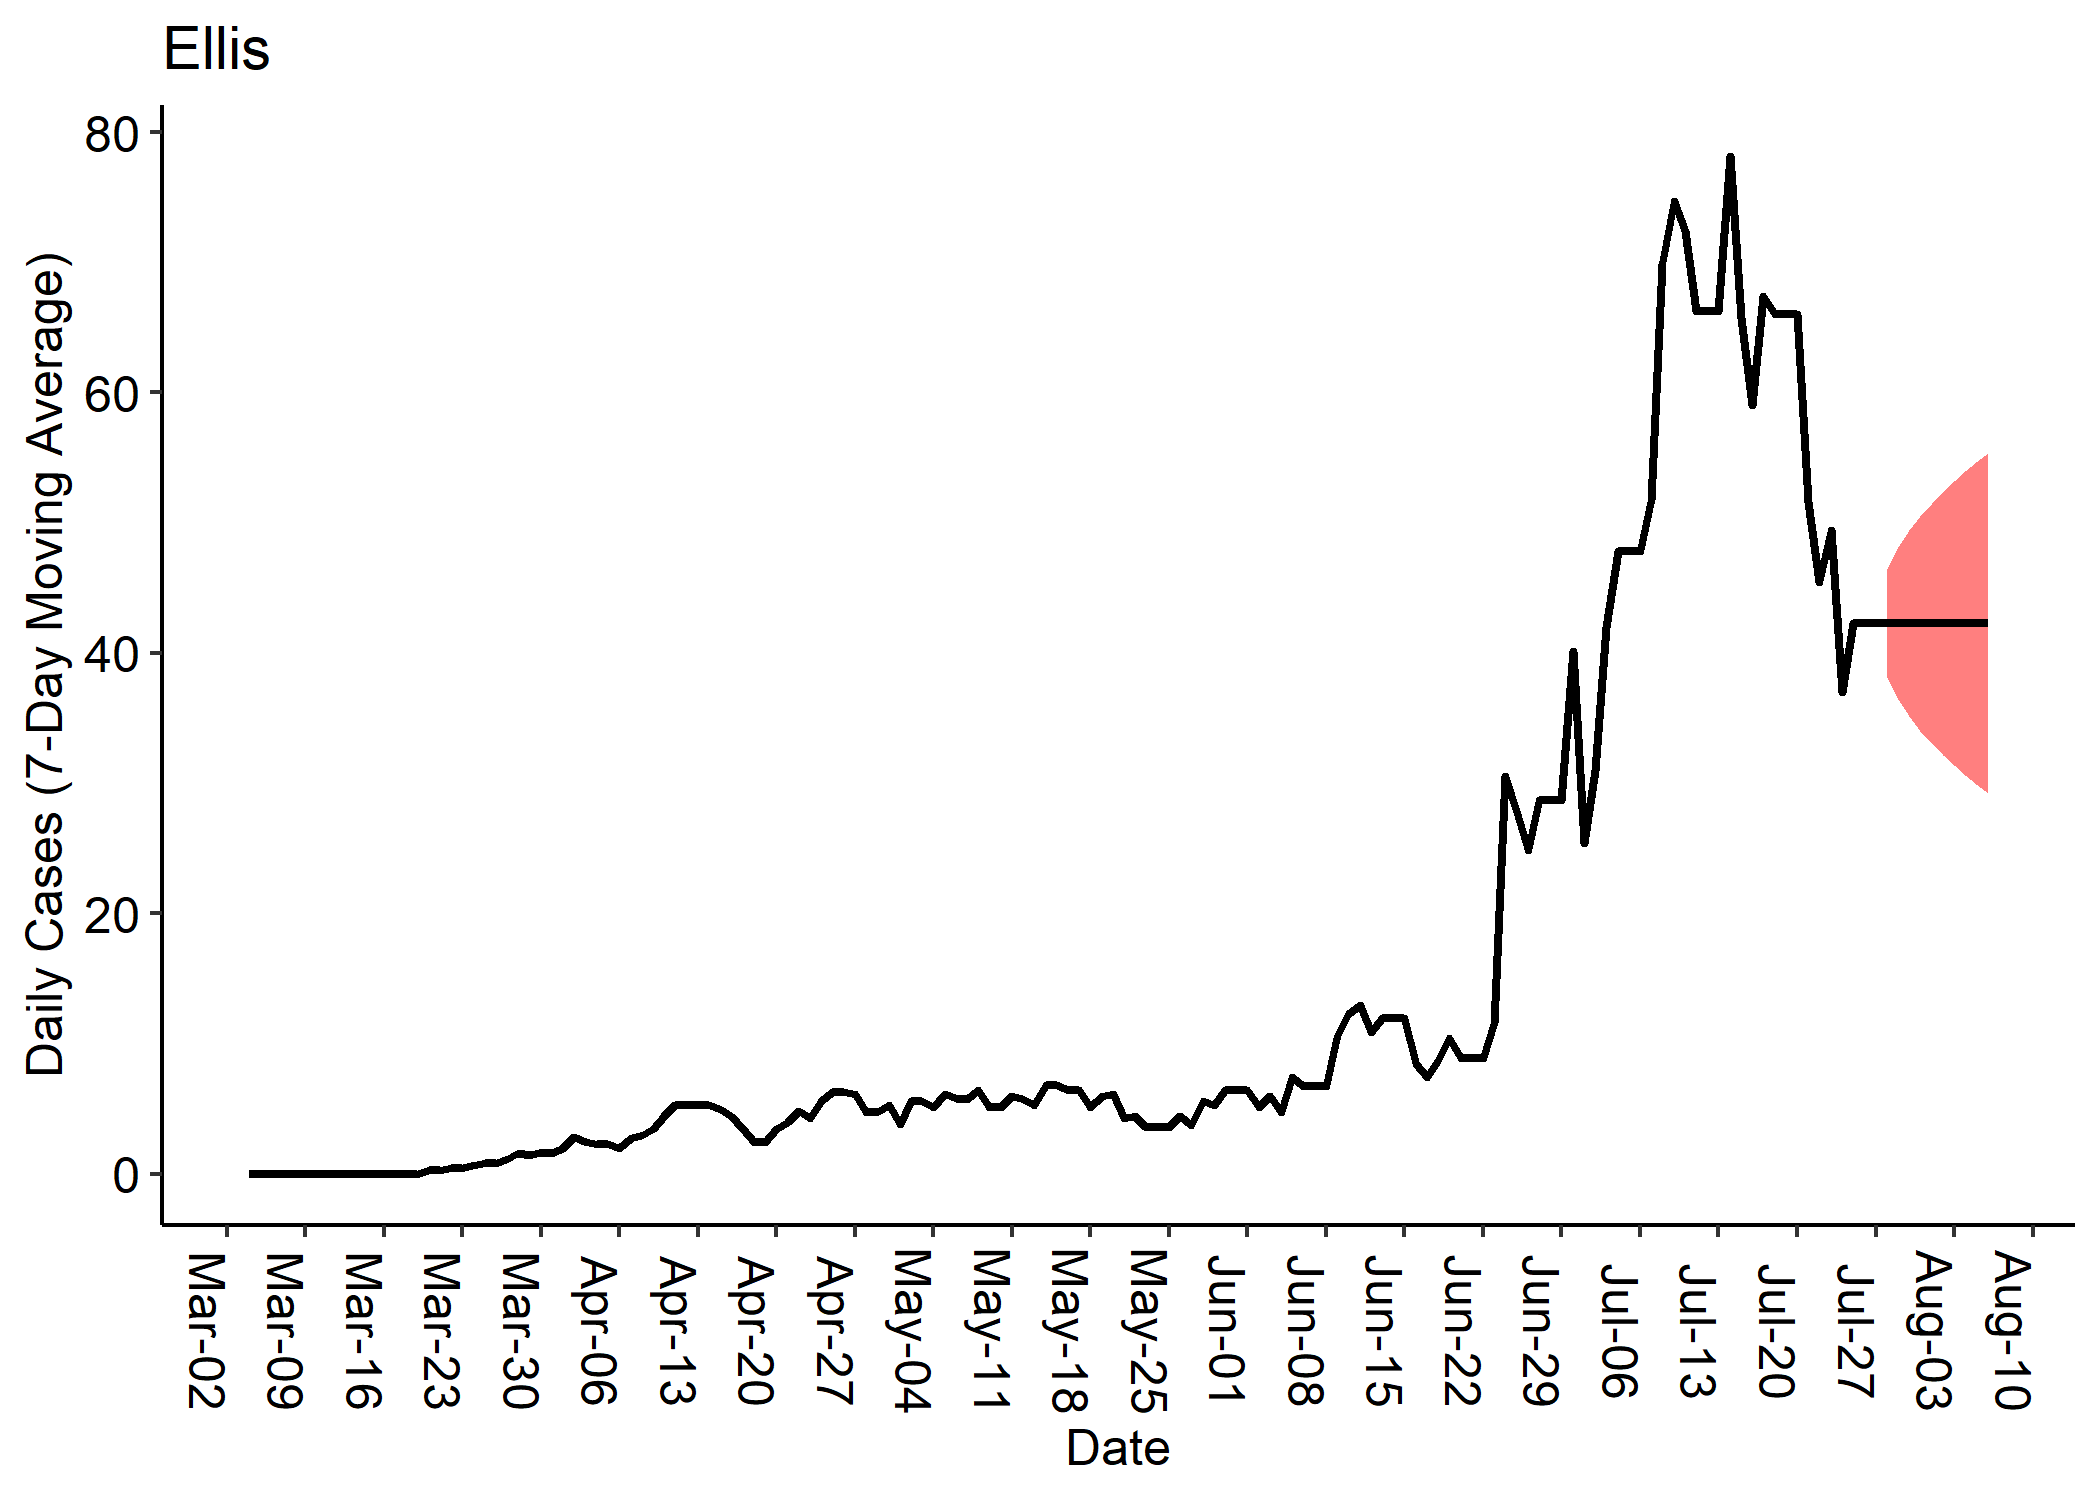 Ellis
Daily Cases (7-Day Moving Average)
80
60
40
20
0
Mar-02
Mar-09
Mar-16
Mar-23
Mar-30
Apr-06
Apr-13
Apr-20
Apr-27
May-04
May-11
May-18
May-25
Jun-01
Jun-08
Jun-15
Jun-22
Jun-29
Jul-06
Jul-13
Jul-20
Jul-27
Aug-03
Aug-10
Date